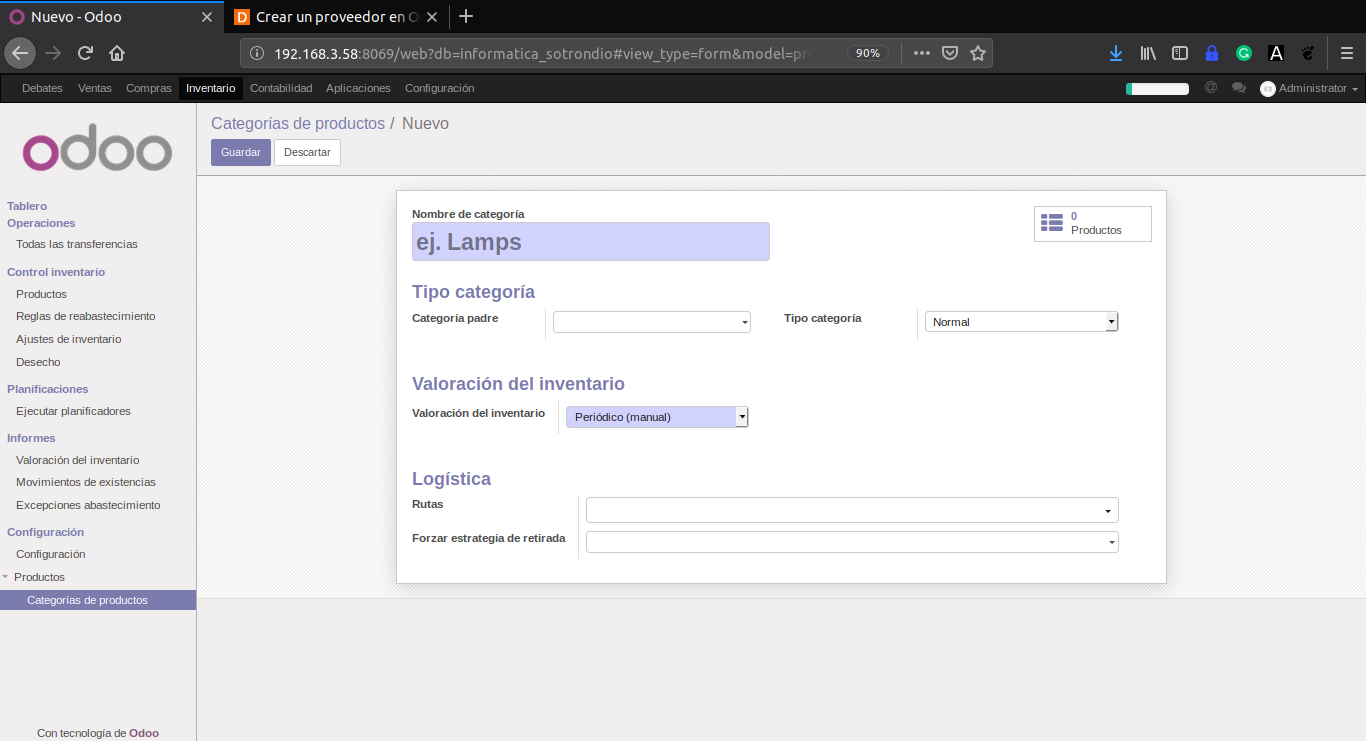 Nuevo - Odoo
Crear un proveedor en O
192.168.3.58:8069/web?db=informatica_sotrondio#view_type=form&model=pr
90%
Debates Ventas Compras Inventario Contabilidad Aplicaciones Configuración
@ Administrator
odoo
Categorías de productos / Nuevo
Guardar Descartar
Tablero
Operaciones
Todas las transferencias
Control inventario
Productos
Reglas de reabastecimiento
Ajustes de inventario
Desecho
Planificaciones
Ejecutar planificadores
Informes
Valoración del inventario
Movimientos de existencias
Excepciones abastecimiento
Configuración
Configuración
Productos
Categorías de productos
Con tecnología de Odoo
Nombre de categoría
ej. Lamps
0
Productos
Tipo categoría
Categoría padre
Tipo categoría Normal
Valoración del inventario
Valoración del inventario Periódico (manual)
Logística
Rutas
Forzar estrategia de retirada